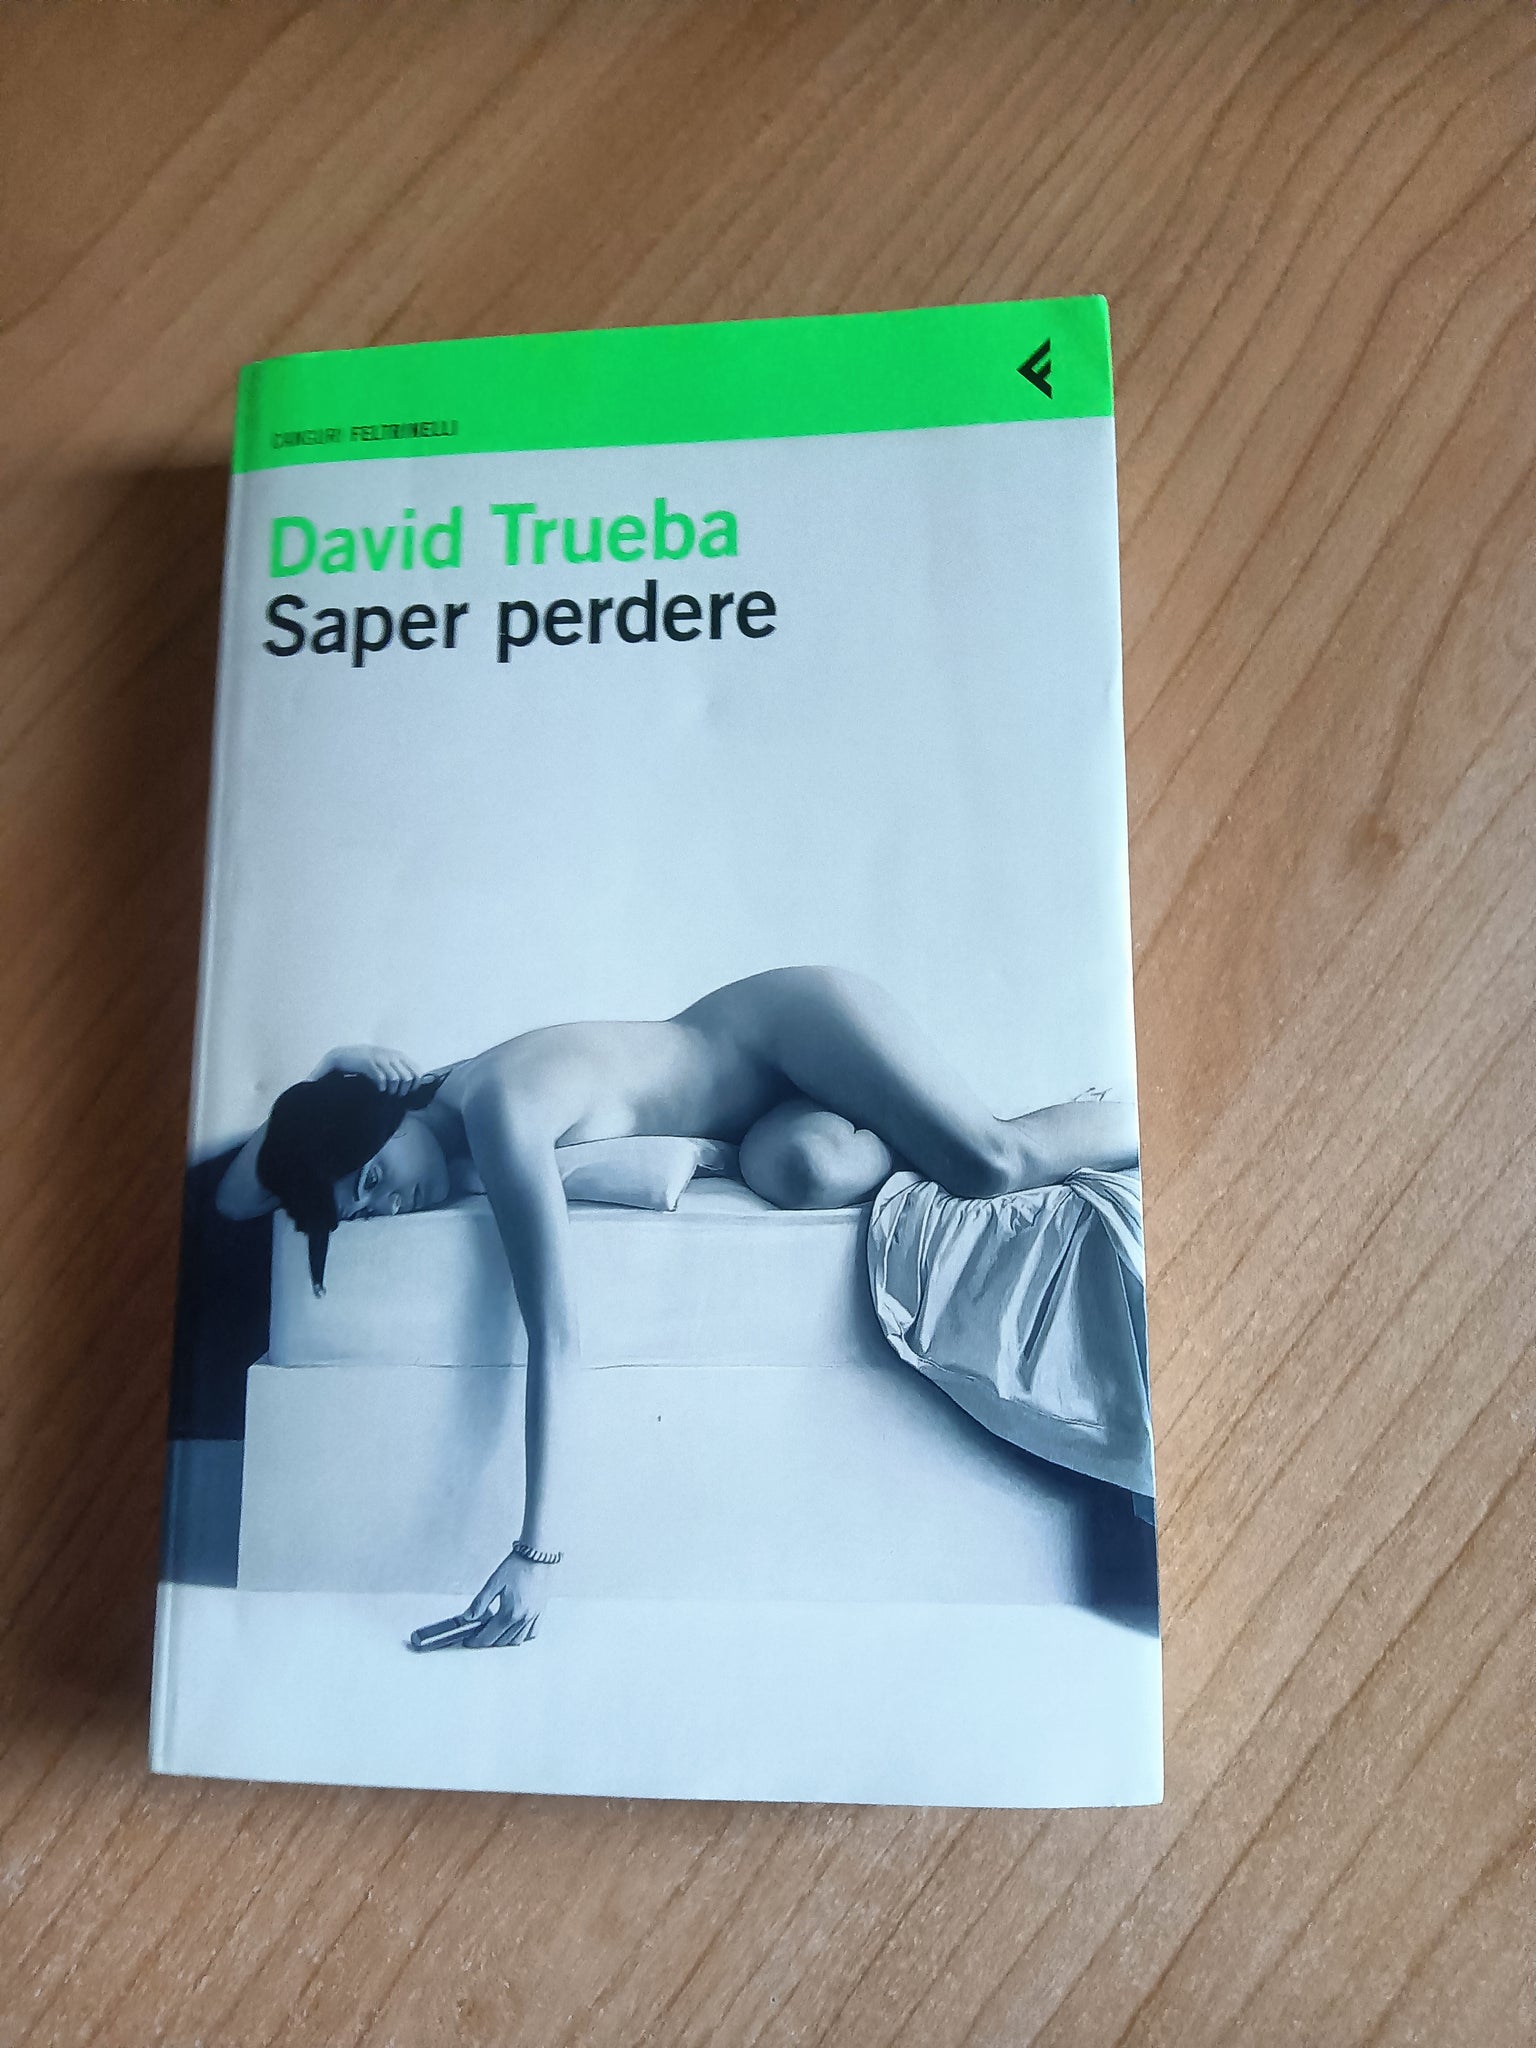 CANGURI FELTRINELLI
David Trueba
Saper perdere